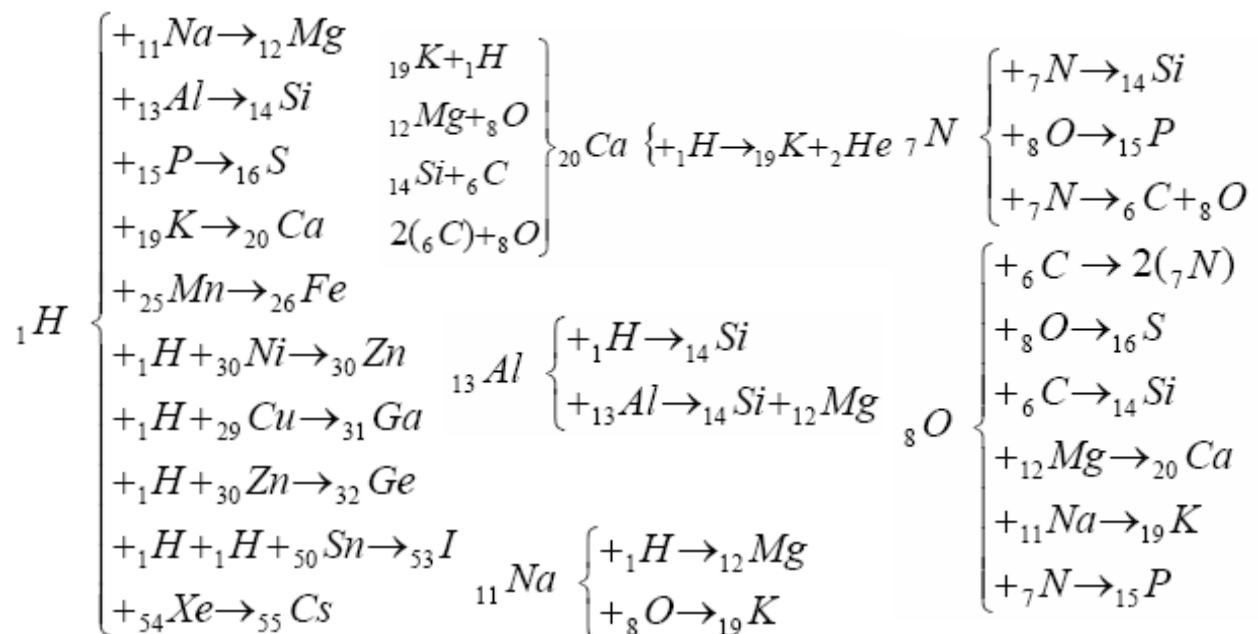 ₁H
+₁₁Na→₁₂Mg
+₁₃Al→₁₄Si
+₁₅P→₁₆S
+₁₉K→₂₀Ca
+₂₅Mn→₂₆Fe
+₁H+₃₀Ni→₃₀Zn
+₁H+₂₉Cu→₃₁Ga
+₁H+₃₀Zn→₃₂Ge
+₁H+₁H+₅₀Sn→₅₃I
+₅₄Xe→₅₅Cs
₁₉K+₁H
₁₂Mg+₈O
₁₄Si+₆C
2(₆C)+₈O
₂₀Ca {+₁H→₁₉K+₂He
₁₃Al
+₁H→₁₄Si
+₁₃Al→₁₄Si+₁₂Mg
₁₁Na
+₁H→₁₂Mg
+₈O→₁₉K
₇N
+₇N→₁₄Si
+₈O→₁₅P
+₇N→₆C+₈O
₈O
+₆C → 2(₇N)
+₈O→₁₆S
+₆C→₁₄Si
+₁₂Mg→₂₀Ca
+₁₁Na→₁₉K
+₇N→₁₅P